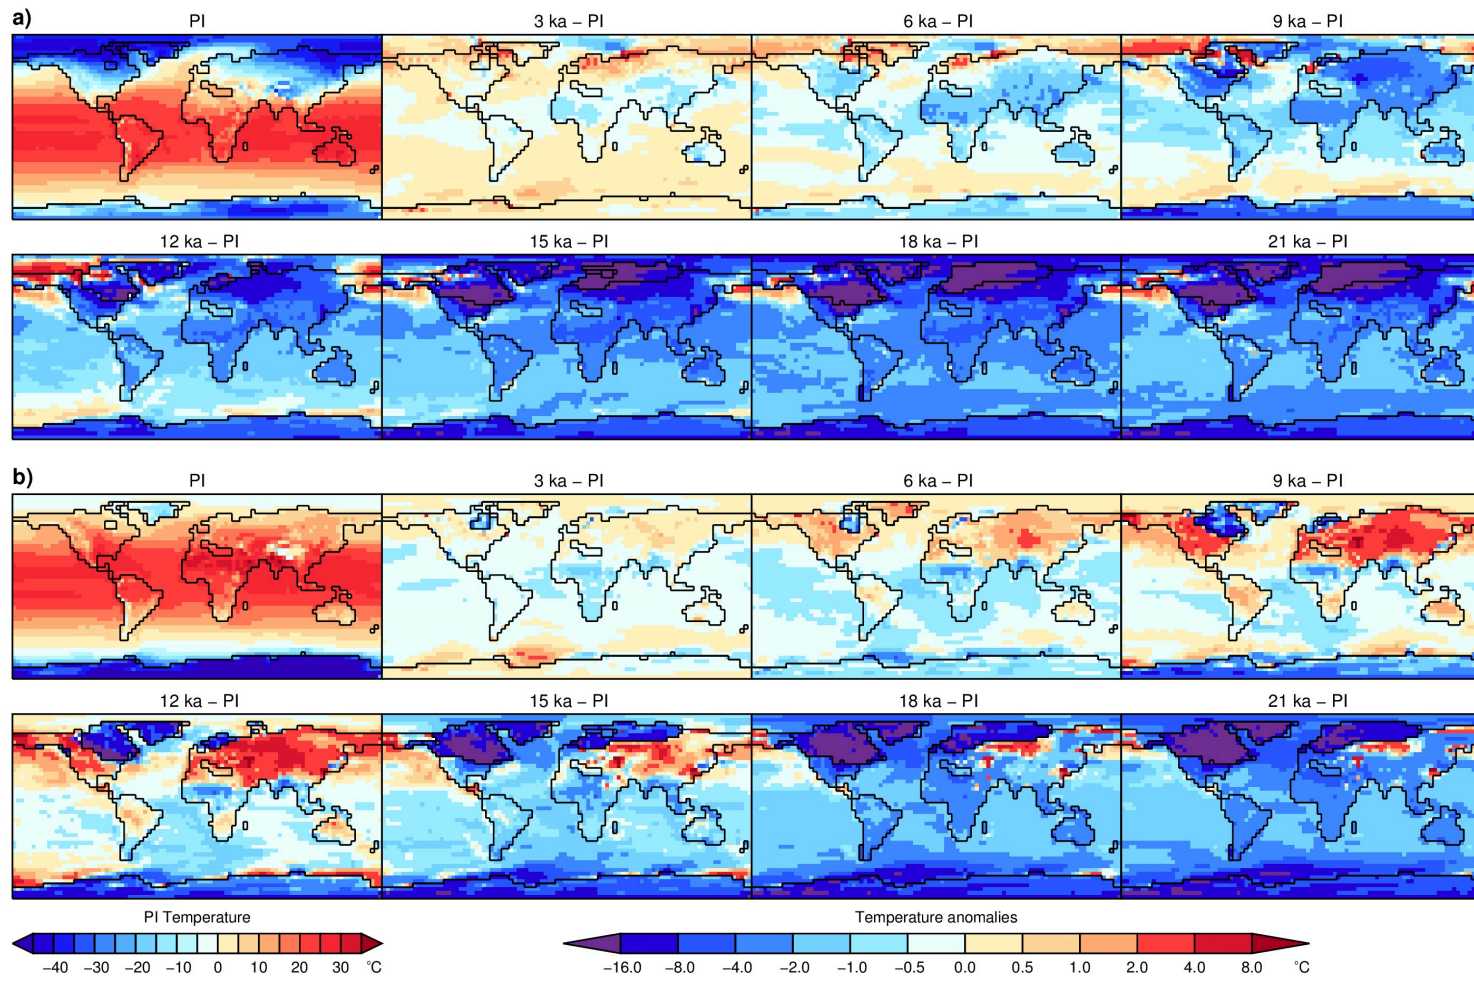 a)
PI 3 ka − PI 6 ka − PI 9 ka − PI
12 ka − PI 15 ka − PI 18 ka − PI 21 ka − PI
b)
PI 3 ka − PI 6 ka − PI 9 ka − PI
12 ka − PI 15 ka − PI 18 ka − PI 21 ka − PI
PI Temperature Temperature anomalies
−40 −30 −20 −10 0 10 20 30 °C −16.0 −8.0 −4.0 −2.0 −1.0 −0.5 0.0 0.5 1.0 2.0 4.0 8.0 °C